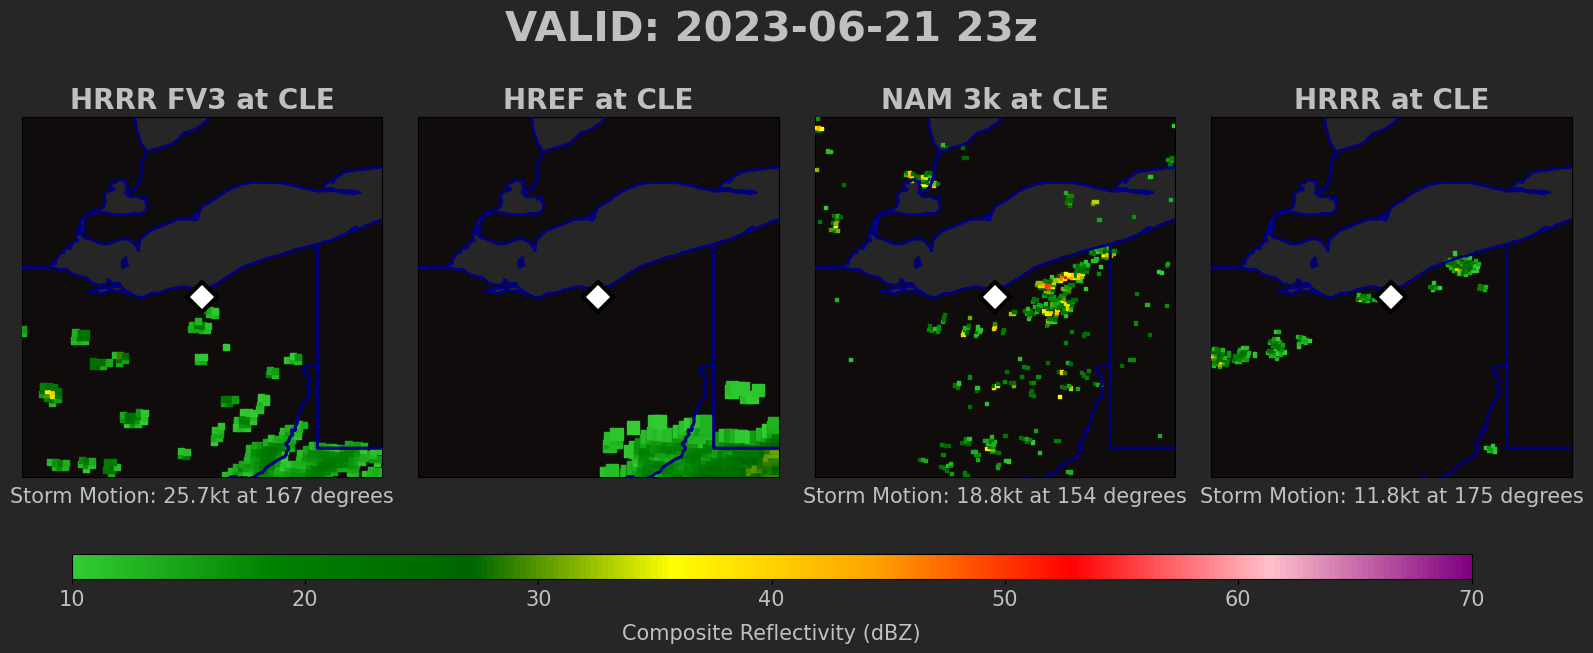 VALID: 2023-06-21 23z
HRRR FV3 at CLE
HREF at CLE
NAM 3k at CLE
HRRR at CLE
Storm Motion: 25.7kt at 167 degrees
Storm Motion: 18.8kt at 154 degrees
Storm Motion: 11.8kt at 175 degrees
10 20 30 40 50 60 70
Composite Reflectivity (dBZ)